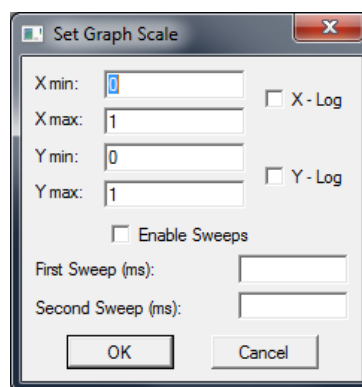 Set Graph Scale
X min: 0
X - Log
X max: 1
Y min: 0
Y - Log
Y max: 1
Enable Sweeps
First Sweep (ms):
Second Sweep (ms):
OK Cancel